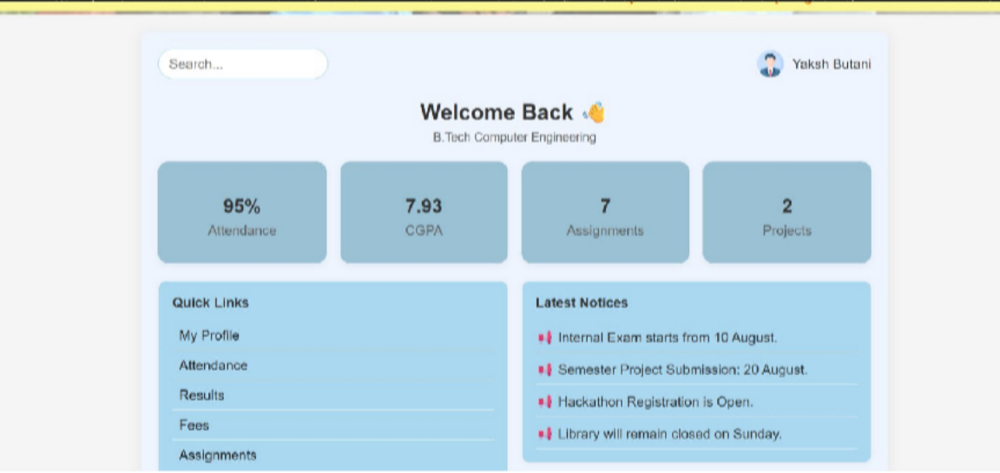 Search...
Yaksh Butani
Welcome Back 👋
B.Tech Computer Engineering
95%
Attendance
7.93
CGPA
7
Assignments
2
Projects
Quick Links
My Profile
Attendance
Results
Fees
Assignments
Latest Notices
Internal Exam starts from 10 August.
Semester Project Submission: 20 August.
Hackathon Registration is Open.
Library will remain closed on Sunday.